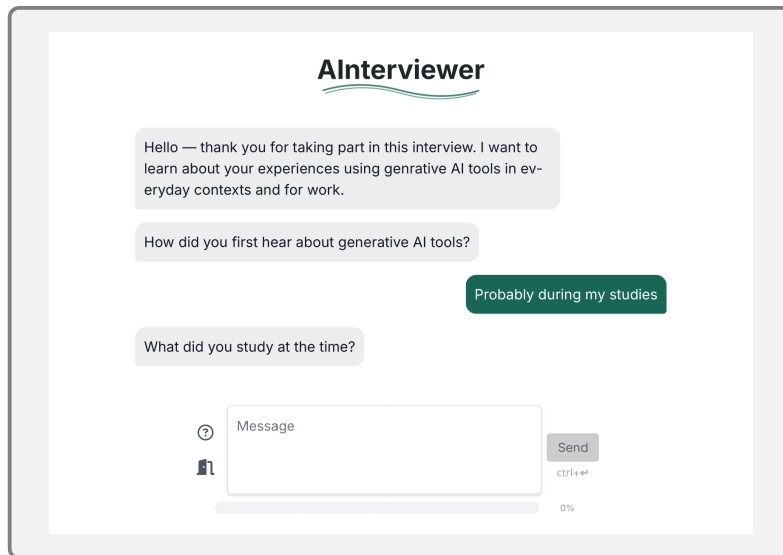 AInterviewer
Hello — thank you for taking part in this interview. I want to
learn about your experiences using genrative AI tools in ev-
eryday contexts and for work.
How did you first hear about generative AI tools?
Probably during my studies
What did you study at the time?
Message
Send
ctrl+↵
0%